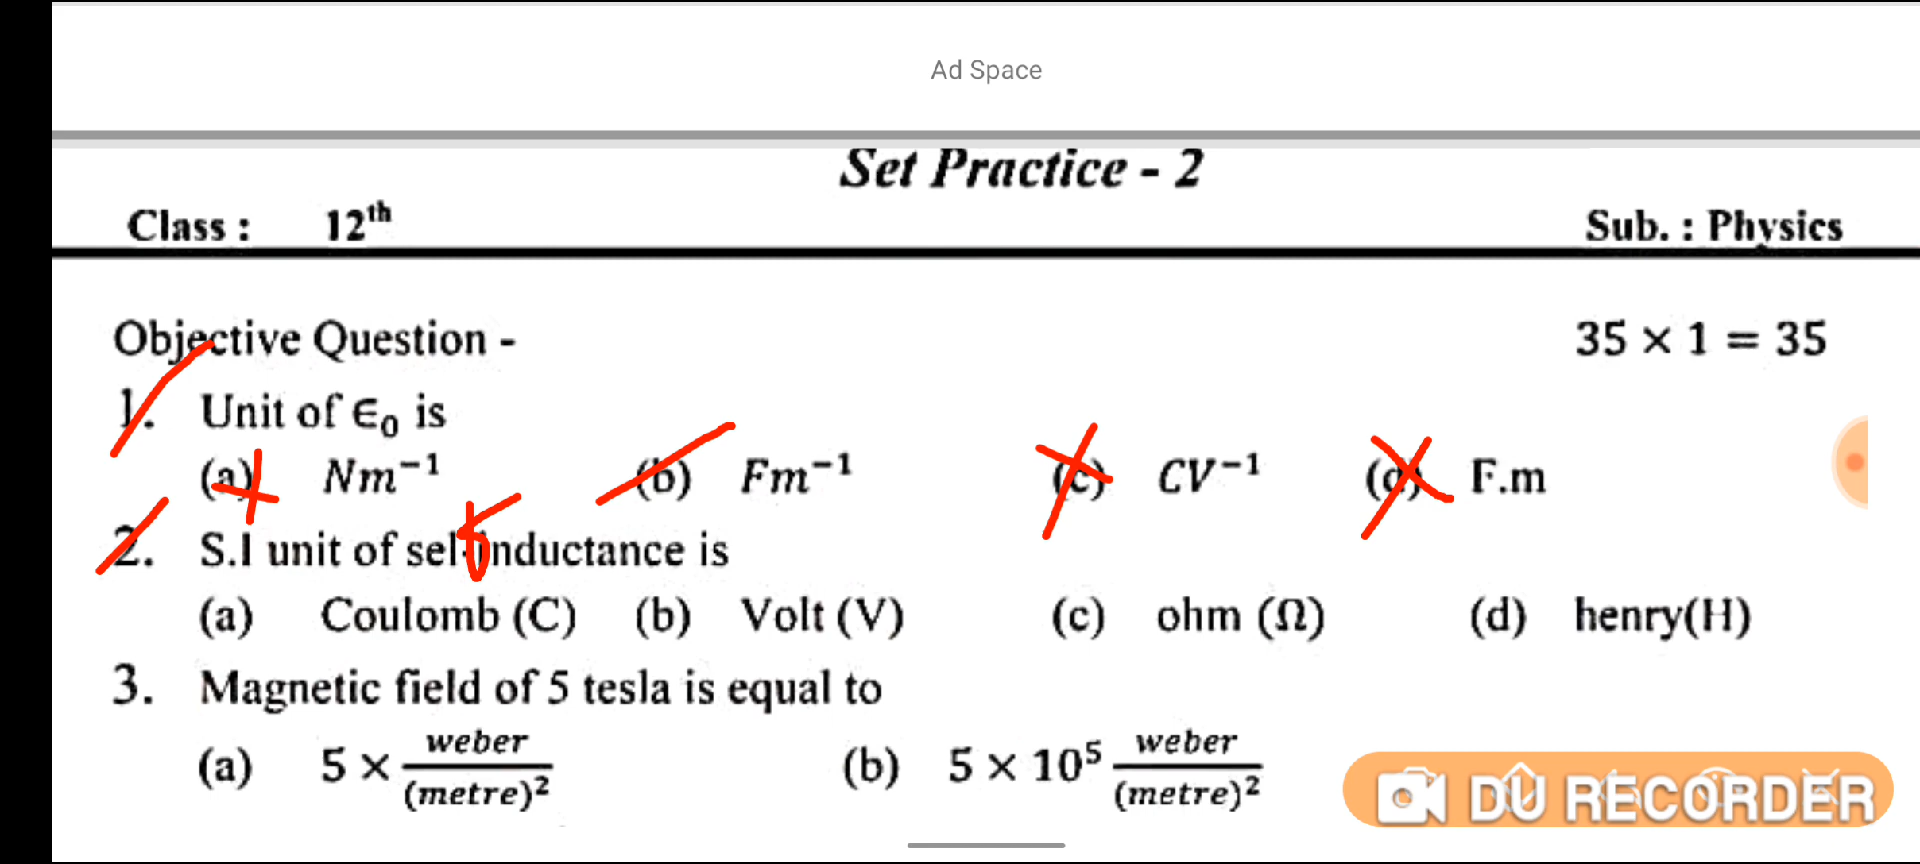 Ad Space
Set Practice - 2
Class : 12th Sub. : Physics
Objective Question - 35 × 1 = 35
1. Unit of ϵ₀ is
(a) Nm⁻¹ (b) Fm⁻¹ (c) CV⁻¹ (d) F.m
2. S.I unit of self inductance is
(a) Coulomb (C) (b) Volt (V) (c) ohm (Ω) (d) henry(H)
3. Magnetic field of 5 tesla is equal to
(a) 5 × weber/(metre)² (b) 5 × 10⁵ weber/(metre)²
DU RECORDER